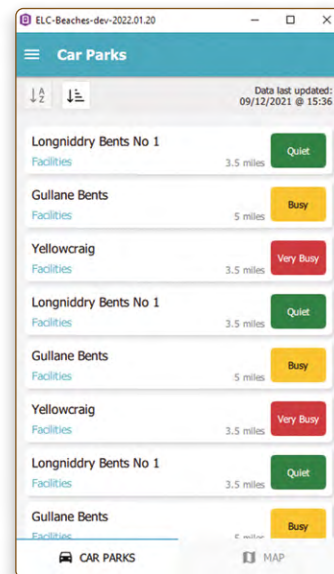 ELC-Beaches-dev-2022.01.20
Car Parks
Data last updated:
09/12/2021 @ 15:36
Longniddry Bents No 1
Facilities
3.5 miles
Quiet
Gullane Bents
Facilities
5 miles
Busy
Yellowcraig
Facilities
3.5 miles
Very Busy
Longniddry Bents No 1
Facilities
3.5 miles
Quiet
Gullane Bents
Facilities
5 miles
Busy
Yellowcraig
Facilities
3.5 miles
Very Busy
Longniddry Bents No 1
Facilities
3.5 miles
Quiet
Gullane Bents
Facilities
5 miles
Busy
CAR PARKS
MAP